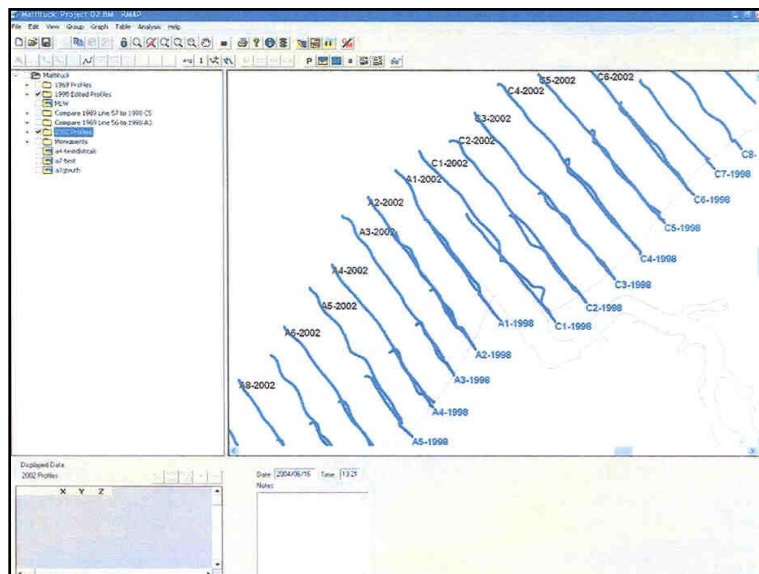 Mattituck Project 02.RM - RMAP
File Edit View Group Graph Table Analysis Help
Mattituck
1969 Profiles
1998 Edited Profiles
MLW
Compare 1969 Line 57 to 1998 C5
Compare 1969 Line 56 to 1998 A3
2002 Profiles
Monuments
a7-test
C6-2002
C5-2002
C4-2002
C3-2002
C2-2002
C1-2002
A1-2002
A2-2002
A3-2002
A4-2002
A5-2002
A6-2002
A8-2002
C8-
C7-1998
C6-1998
C5-1998
C4-1998
C3-1998
C2-1998
C1-1998
A1-1998
A2-1998
A3-1998
A4-1998
A5-1998
Displayed Data
2002 Profiles
X Y Z
Date: 2004/06/16 Time: 13:21
Notes